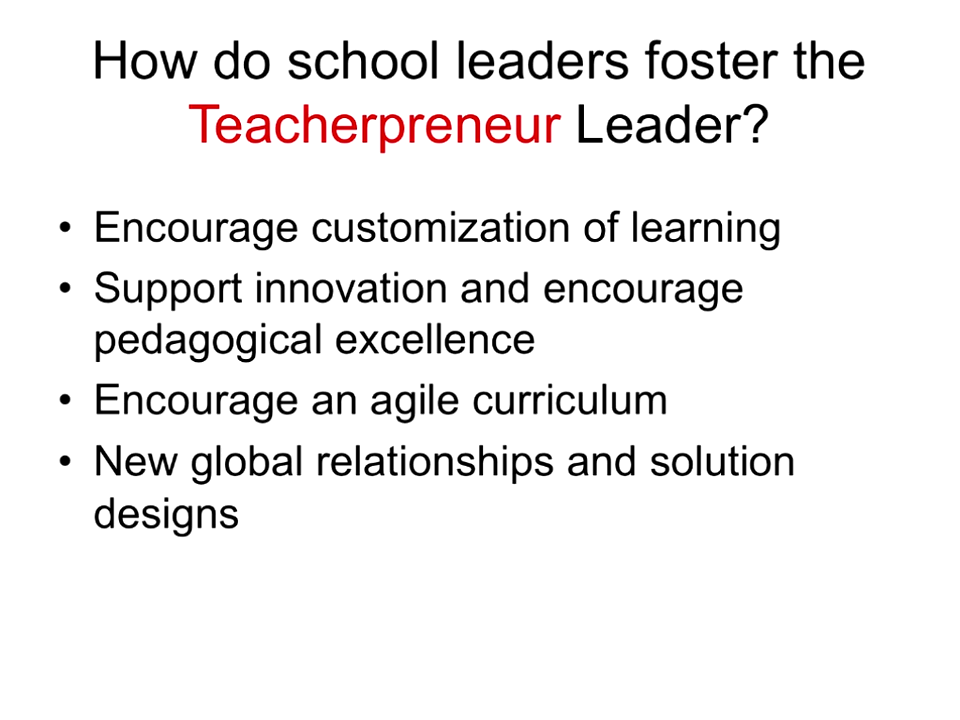 How do school leaders foster the
Teacherpreneur Leader?
• Encourage customization of learning
• Support innovation and encourage
pedagogical excellence
• Encourage an agile curriculum
• New global relationships and solution
designs